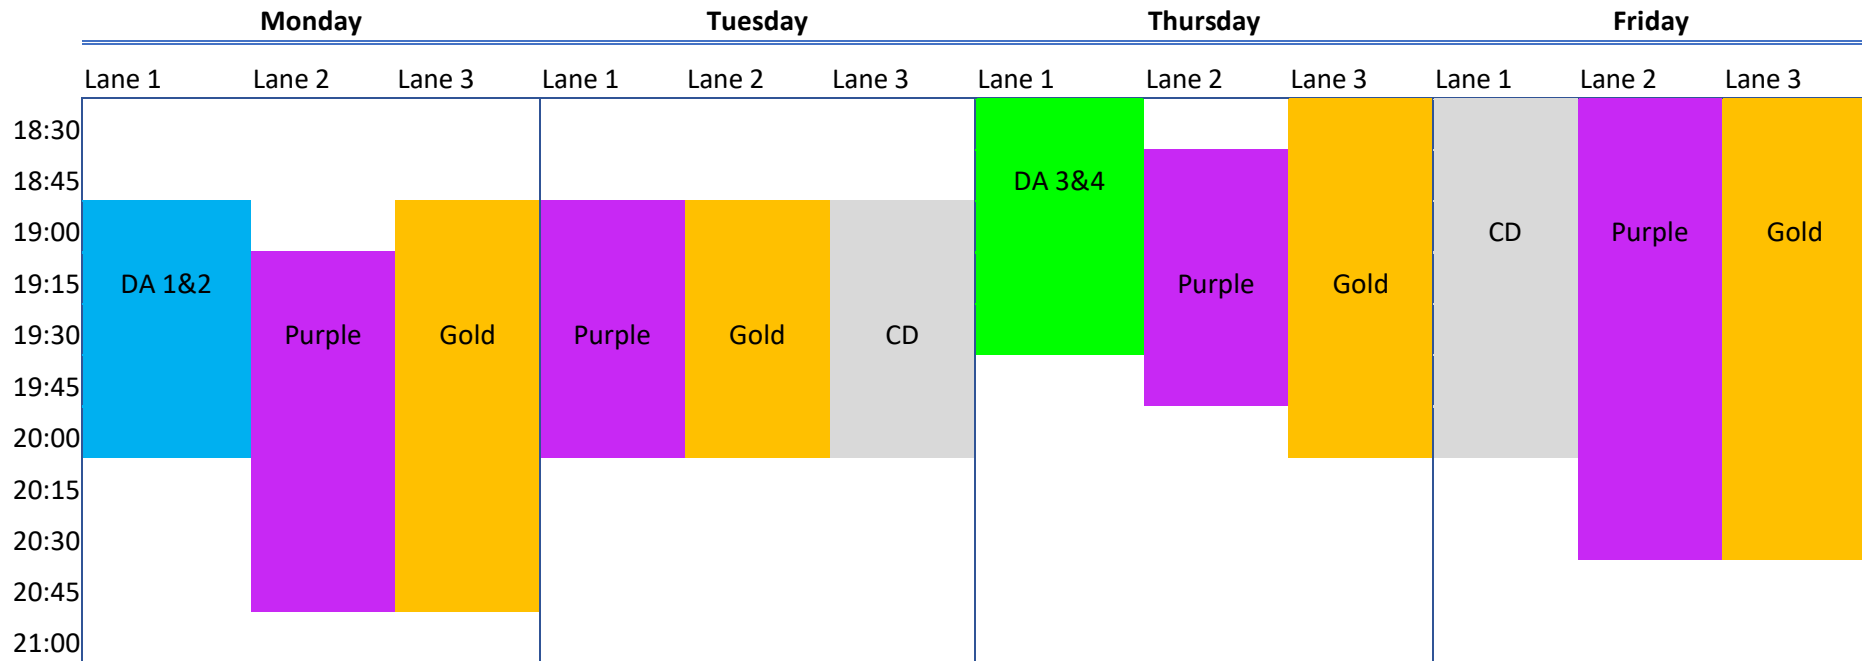 Monday Tuesday Thursday Friday
Lane 1 Lane 2 Lane 3 Lane 1 Lane 2 Lane 3 Lane 1 Lane 2 Lane 3 Lane 1 Lane 2 Lane 3
18:30
18:45 DA 3&4
19:00 CD Purple Gold
19:15 DA 1&2 Purple Gold
19:30 Purple Gold Purple Gold CD
19:45
20:00
20:15
20:30
20:45
21:00